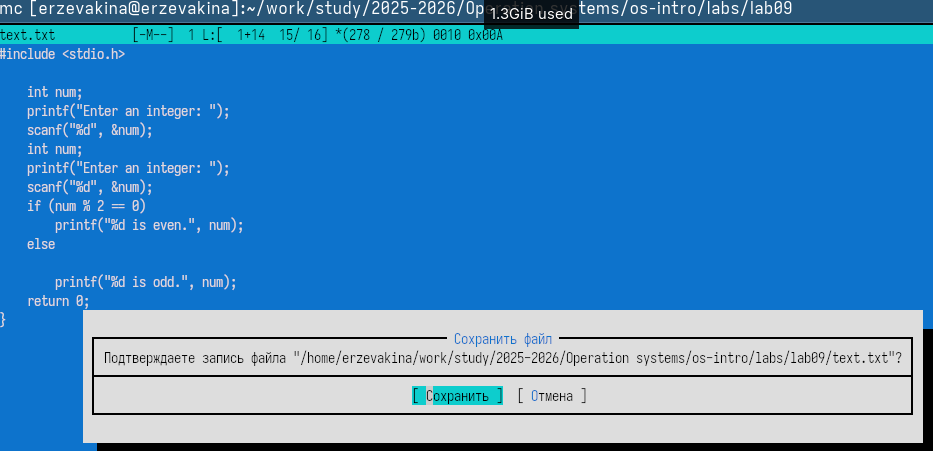 mc [erzevakina@erzevakina]:~/work/study/2025-2026/Operation systems/os-intro/labs/lab09
1.3GiB used
text.txt [-M--] 1 L:[ 1+14 15/ 16] *(278 / 279b) 0010 0x00A
#include <stdio.h>
int num;
printf("Enter an integer: ");
scanf("%d", &num);
int num;
printf("Enter an integer: ");
scanf("%d", &num);
if (num % 2 == 0)
printf("%d is even.", num);
else
printf("%d is odd.", num);
return 0;
}
Сохранить файл
Подтверждаете запись файла "/home/erzevakina/work/study/2025-2026/Operation systems/os-intro/labs/lab09/text.txt"?
[ Сохранить ] [ Отмена ]